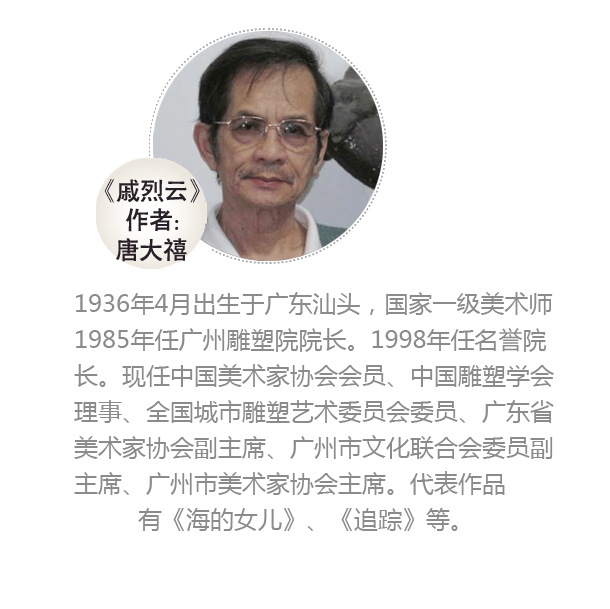 《戚烈云》
作者:
唐大禧
1936年4月出生于广东汕头，国家一级美术师
1985年任广州雕塑院院长。1998年任名誉院
长。现任中国美术家协会会员、中国雕塑学会
理事、全国城市雕塑艺术委员会委员、广东省
美术家协会副主席、广州市文化联合会委员副
主席、广州市美术家协会主席。代表作品
有《海的女儿》、《追踪》等。